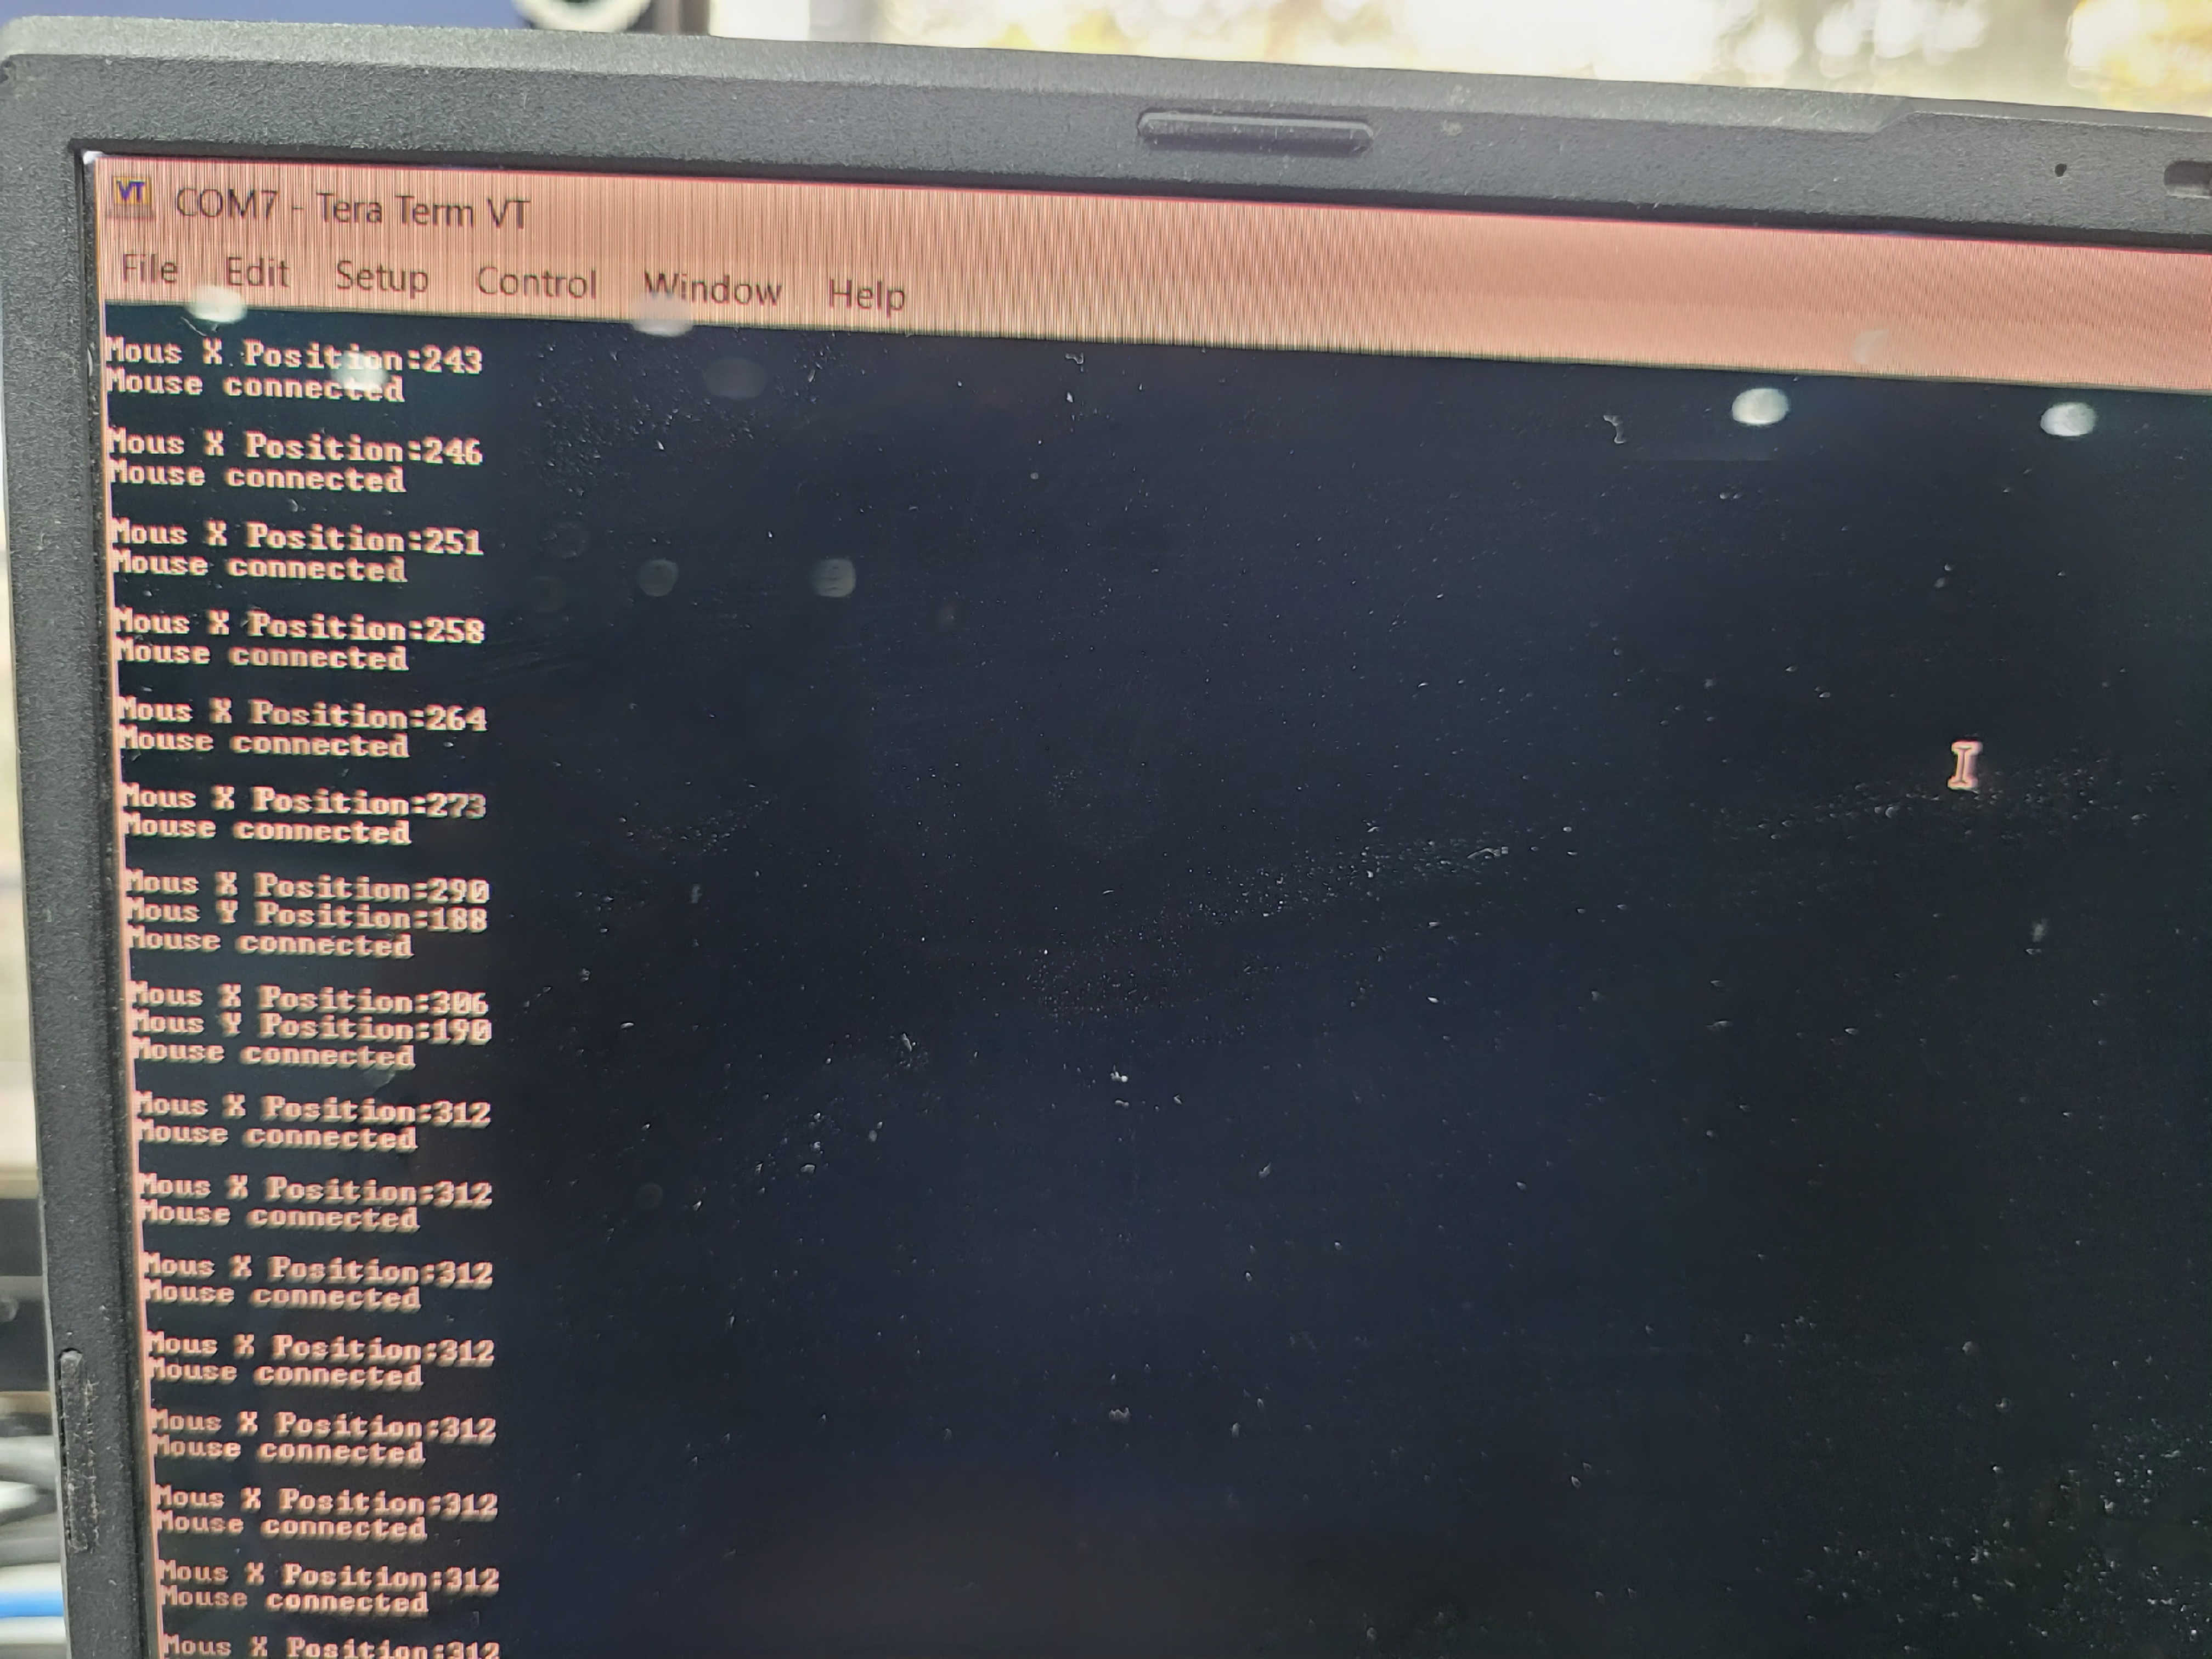 VT COM7 - Tera Term VT
File Edit Setup Control Window Help
Mous X Position:243
Mouse connected
Mous X Position:246
Mouse connected
Mous X Position:251
Mouse connected
Mous X Position:258
Mouse connected
Mous X Position:264
Mouse connected
Mous X Position:273
Mouse connected
Mous X Position:290
Mous Y Position:188
Mouse connected
Mous X Position:306
Mous Y Position:190
Mouse connected
Mous X Position:312
Mouse connected
Mous X Position:312
Mouse connected
Mous X Position:312
Mouse connected
Mous X Position:312
Mouse connected
Mous X Position:312
Mouse connected
Mous X Position:312
Mouse connected
Mous X Position:312
Mouse connected
Mous X Position:312